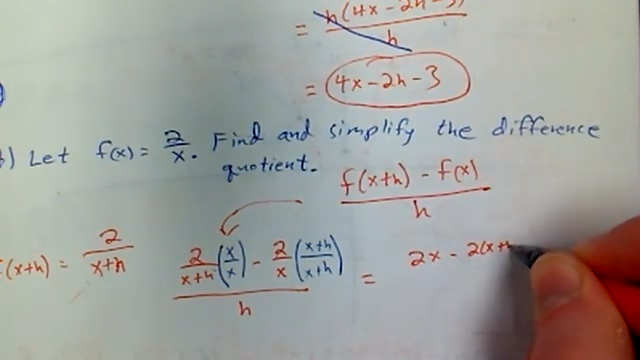 = h(4x-2h-3)/h
= 4x-2h-3
) Let f(x) = 2/x. Find and simplify the difference
quotient.
f(x+h) - f(x) / h
f(x+h) = 2/(x+h)
2/(x+h) (x/x) - 2/x ((x+h)/(x+h)) / h = 2x - 2(x+h